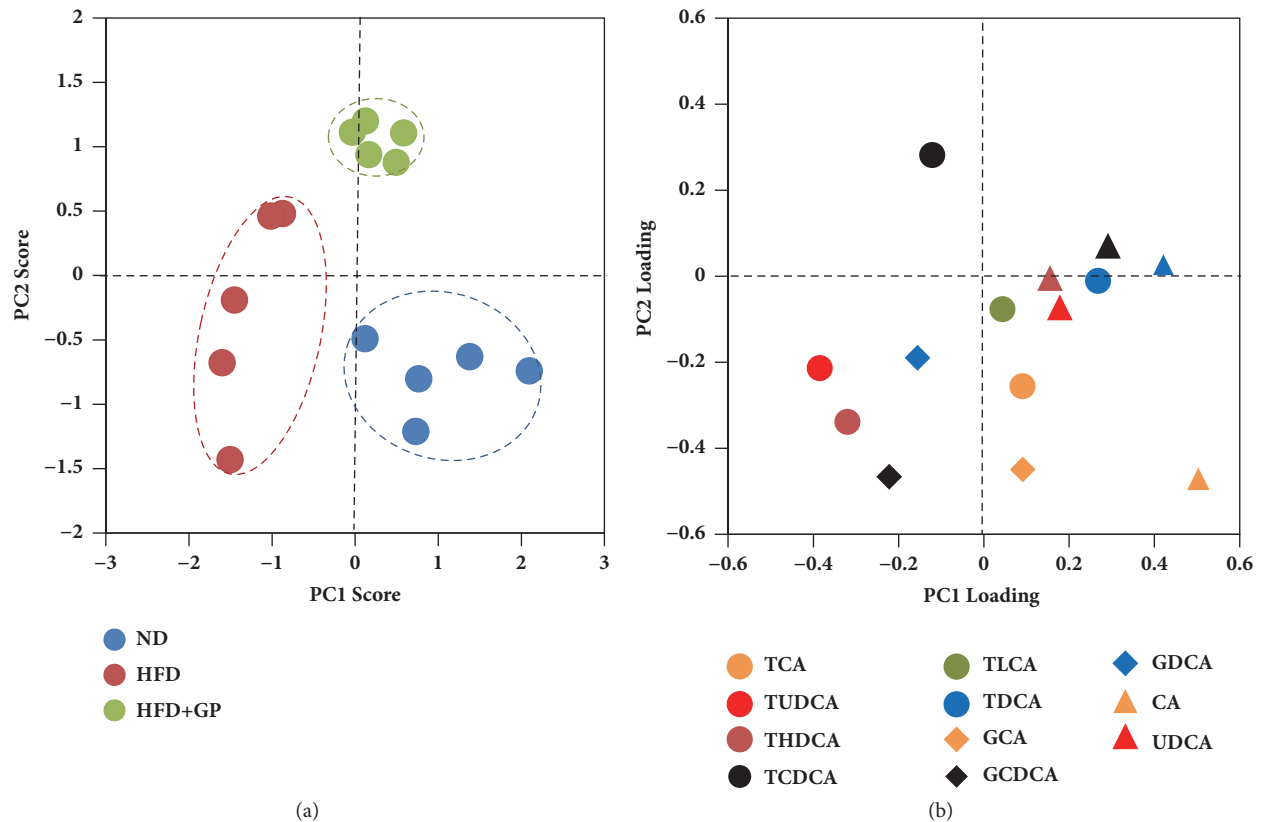 2
1.5
1
0.5
0
−0.5
−1
−1.5
−2
PC2 Score
−3
−2
−1
0
1
2
3
PC1 Score
ND
HFD
HFD+GP
(a)
0.6
0.4
0.2
0
−0.2
−0.4
−0.6
PC2 Loading
−0.6
−0.4
−0.2
0
0.2
0.4
0.6
PC1 Loading
TCA
TUDCA
THDCA
TCDCA
TLCA
TDCA
GCA
GCDCA
GDCA
CA
UDCA
(b)